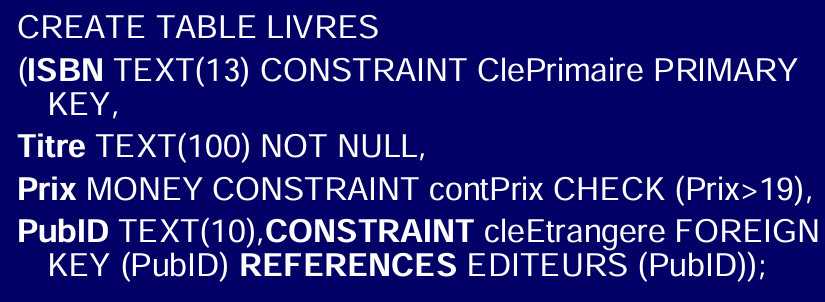 CREATE TABLE LIVRES
(ISBN TEXT(13) CONSTRAINT ClePrimaire PRIMARY
KEY,
Titre TEXT(100) NOT NULL,
Prix MONEY CONSTRAINT contPrix CHECK (Prix>19),
PubID TEXT(10),CONSTRAINT cleEtrangere FOREIGN
KEY (PubID) REFERENCES EDITEURS (PubID));